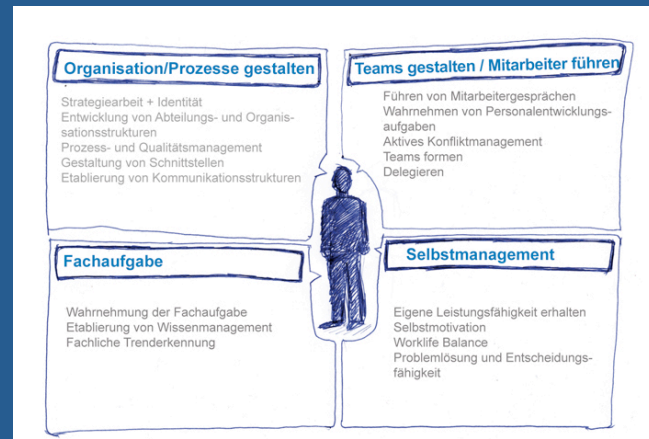 Organisation/Prozesse gestalten
Strategiearbeit + Identität
Entwicklung von Abteilungs- und Organis-
sationsstrukturen
Prozess- und Qualitätsmanagement
Gestaltung von Schnittstellen
Etablierung von Kommunikationsstrukturen
Teams gestalten / Mitarbeiter führen
Führen von Mitarbeitergesprächen
Wahrnehmen von Personalentwicklungs-
aufgaben
Aktives Konfliktmanagement
Teams formen
Delegieren
Fachaufgabe
Wahrnehmung der Fachaufgabe
Etablierung von Wissenmanagement
Fachliche Trenderkennung
Selbstmanagement
Eigene Leistungsfähigkeit erhalten
Selbstmotivation
Worklife Balance
Problemlösung und Entscheidungs-
fähigkeit